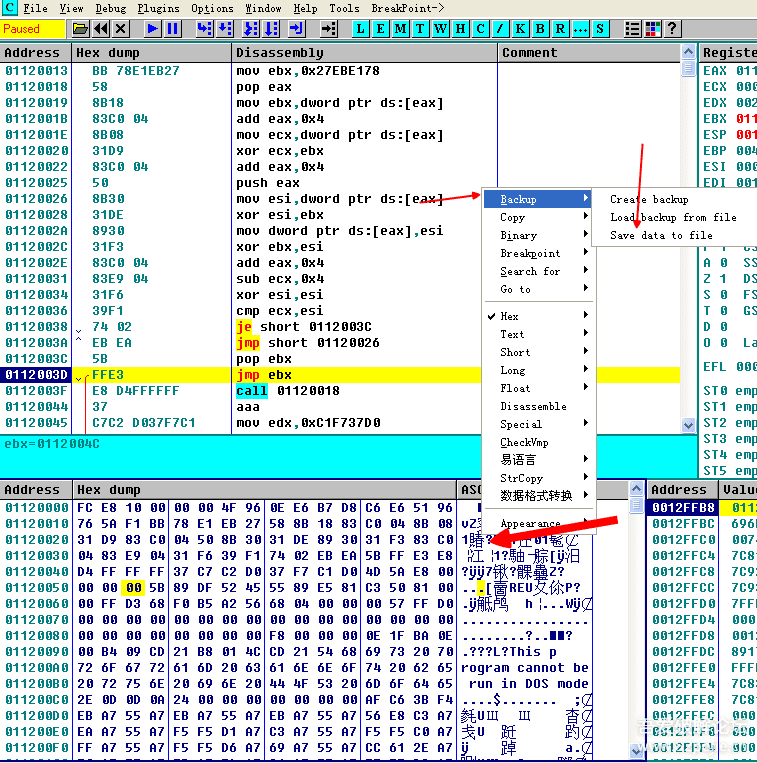 File View Debug Plugins Options Window Help Tools BreakPoint->
Paused L E M T W H C / K B R ... S ?
Address Hex dump Disassembly Comment Registe
01120013 BB 78E1EB27 mov ebx,0x27EBE178
01120018 58 pop eax
01120019 8B18 mov ebx,dword ptr ds:[eax]
0112001B 83C0 04 add eax,0x4
0112001E 8B08 mov ecx,dword ptr ds:[eax]
01120020 31D9 xor ecx,ebx
01120022 83C0 04 add eax,0x4
01120025 50 push eax
01120026 8B30 mov esi,dword ptr ds:[eax]
01120028 31DE xor esi,ebx
0112002A 8930 mov dword ptr ds:[eax],esi
0112002C 31F3 xor ebx,esi
0112002E 83C0 04 add eax,0x4
01120031 83E9 04 sub ecx,0x4
01120034 31F6 xor esi,esi
01120036 39F1 cmp ecx,esi
01120038 74 02 je short 0112003C
0112003A EB EA jmp short 01120026
0112003C 5B pop ebx
0112003D FFE3 jmp ebx
0112003F E8 D4FFFFFF call 01120018
01120044 37 aaa
01120045 C7C2 D037F7C1 mov edx,0xC1F737D0
EAX 011
ECX 000
EDX 002
EBX 011
ESP 001
EBP 004
ESI 000
EDI 011
A 0 SS
Z 1 DS
S 0 FS
T 0 GS
D 0
O 0 La
EFL 000
ST0 emp
ST1 emp
ST2 emp
ST3 emp
ST4 emp
ST5 emp
Backup
Copy
Binary
Breakpoint
Search for
Go to
Hex
Text
Short
Long
Float
Disassemble
Special
CheckVmp
易语言
StrCopy
数据格式转换
Appearance
Create backup
Load backup from file
Save data to file
ebx=0112004C
Address Hex dump ASC
01120000 FC E8 10 00 00 00 4F 96 0E E6 B7 D8 C6 E6 51 96
01120010 76 5A F1 BB 78 E1 EB 27 58 8B 18 83 C0 04 8B 08
01120020 31 D9 83 C0 04 50 8B 30 31 DE 89 30 31 F3 83 C0
01120030 04 83 E9 04 31 F6 39 F1 74 02 EB EA 5B FF E3 E8
01120040 D4 FF FF FF 37 C7 C2 D0 37 F7 C1 D0 4D 5A E8 00
01120050 00 00 00 5B 89 DF 52 45 55 89 E5 81 C3 50 81 00
01120060 00 FF D3 68 F0 B5 A2 56 68 04 00 00 00 57 FF D0
01120070 00 00 00 00 00 00 00 00 00 00 00 00 00 00 00 00
01120080 00 00 00 00 00 00 00 00 F8 00 00 00 0E 1F BA 0E
01120090 00 B4 09 CD 21 B8 01 4C CD 21 54 68 69 73 20 70 .???L?This p
011200A0 72 6F 67 72 61 6D 20 63 61 6E 6E 6F 74 20 62 65 rogram cannot be
011200B0 20 72 75 6E 20 69 6E 20 44 4F 53 20 6D 6F 64 65 run in DOS mode
011200C0 2E 0D 0D 0A 24 00 00 00 00 00 00 00 AF C6 3B F4
011200D0 EB A7 55 A7 EB A7 55 A7 EB A7 55 A7 56 E8 C3 A7
011200E0 EA A7 55 A7 F5 F5 D1 A7 C3 A7 55 A7 F5 F5 C0 A7
011200F0 FF A7 55 A7 F5 F5 D6 A7 69 A7 55 A7 CC 61 2E A7
Address Valu
0012FFB8 011
0012FFBC 696
0012FFC0 007
0012FFC4 7C8
0012FFC8 7C9
0012FFCC 7C9
0012FFD0 7FF
0012FFD4 000
0012FFD8 001
0012FFDC 891
0012FFE0 FFF
0012FFE4 7C8
0012FFE8 7C8
0012FFEC 000
0012FFF0 000
0012FFF4 000